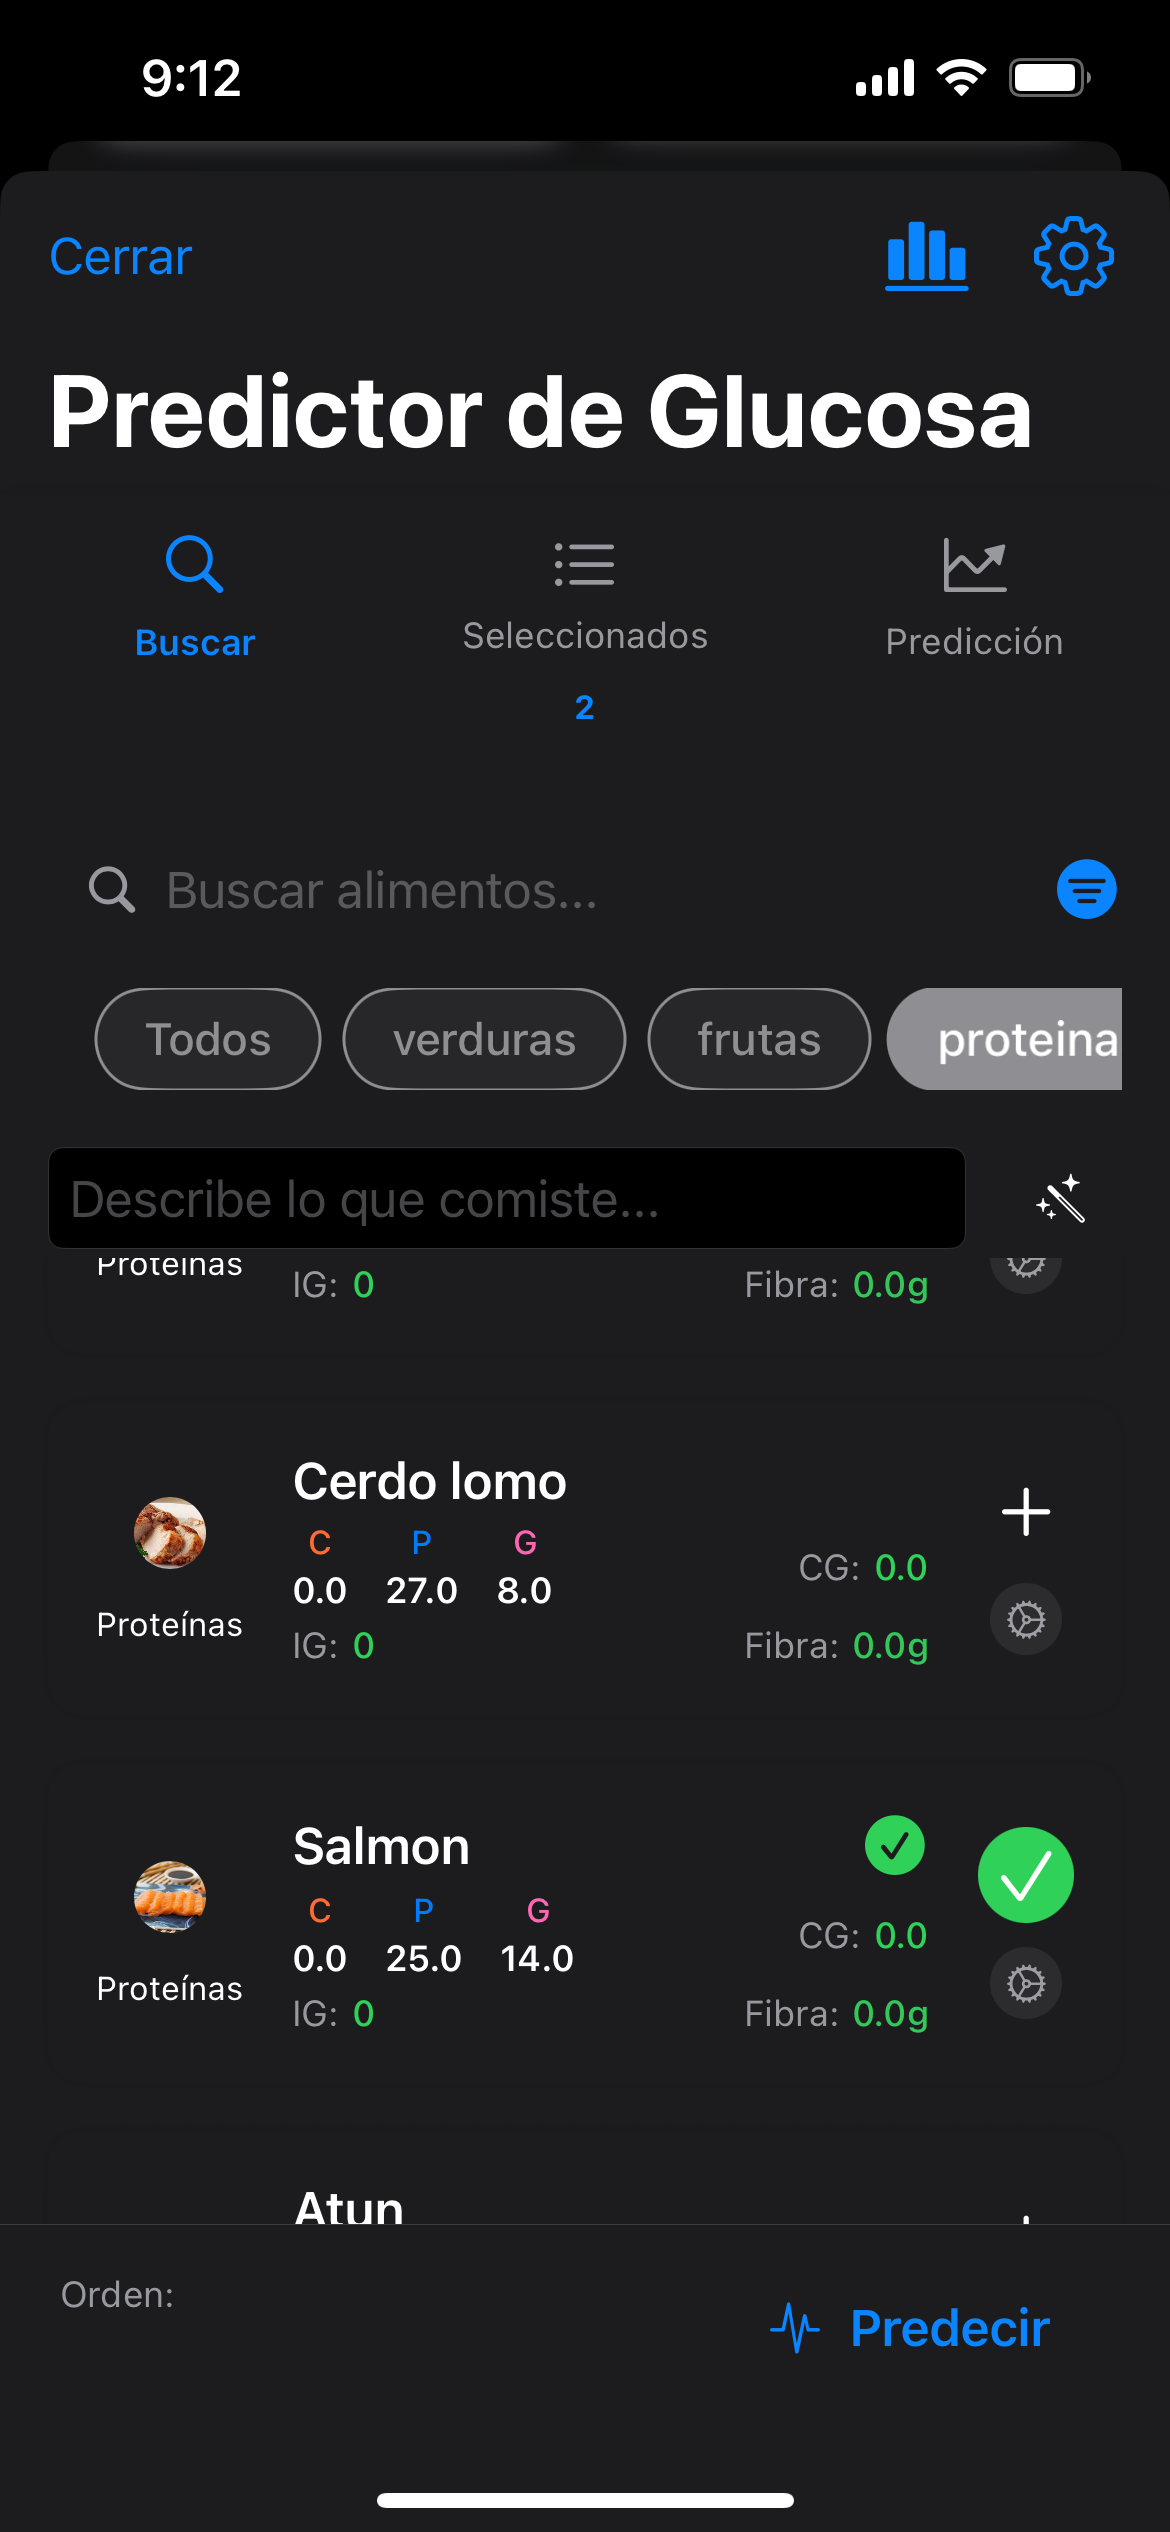 9:12
Cerrar
Predictor de Glucosa
Buscar
Seleccionados
Predicción
2
Buscar alimentos...
Todos
verduras
frutas
proteina
Describe lo que comiste...
Proteínas
IG: 0
Fibra: 0.0g
Cerdo lomo
C P G
0.0 27.0 8.0
CG: 0.0
Proteínas
IG: 0
Fibra: 0.0g
Salmon
C P G
0.0 25.0 14.0
CG: 0.0
Proteínas
IG: 0
Fibra: 0.0g
Atun
Orden:
Predecir